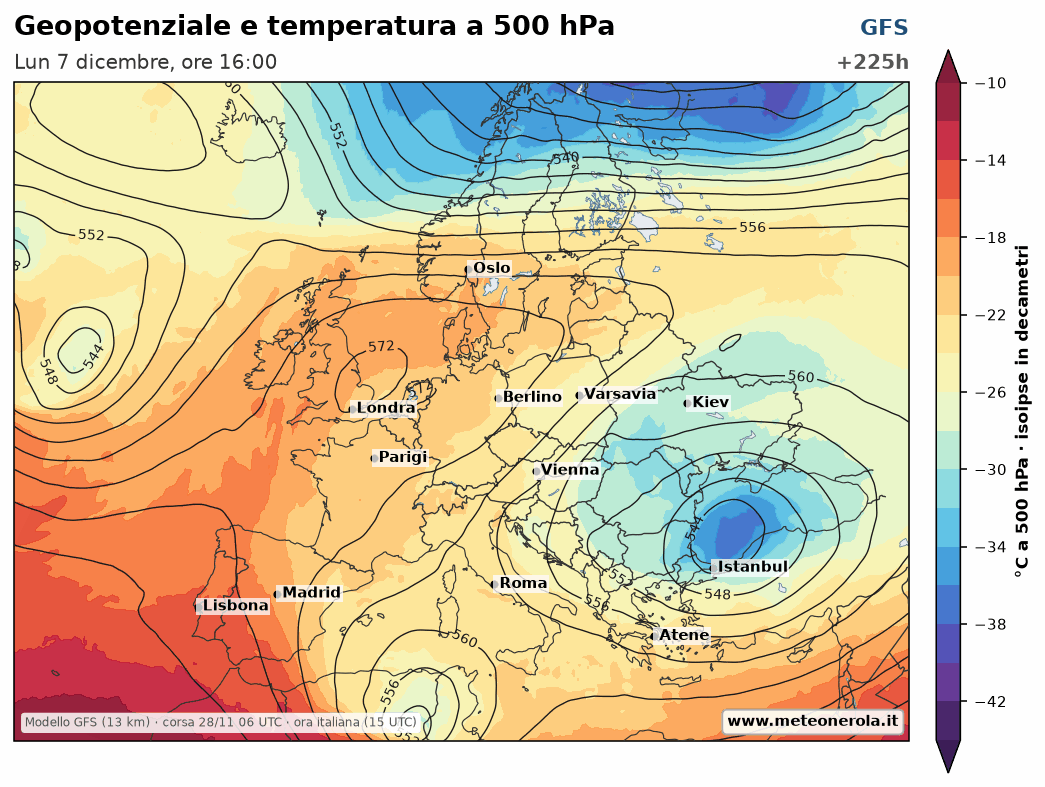 Geopotenziale e temperatura a 500 hPa
GFS
Lun 7 dicembre, ore 16:00
+225h
552
540
552
556
544
548
572
560
544
548
556
560
556
Oslo
Londra
Berlino
Varsavia
Kiev
Parigi
Vienna
Istanbul
Roma
Madrid
Lisbona
Atene
−10
−14
−18
−22
−26
−30
−34
−38
−42
°C a 500 hPa · isoipse in decametri
Modello GFS (13 km) · corsa 28/11 06 UTC · ora italiana (15 UTC)
www.meteonerola.it